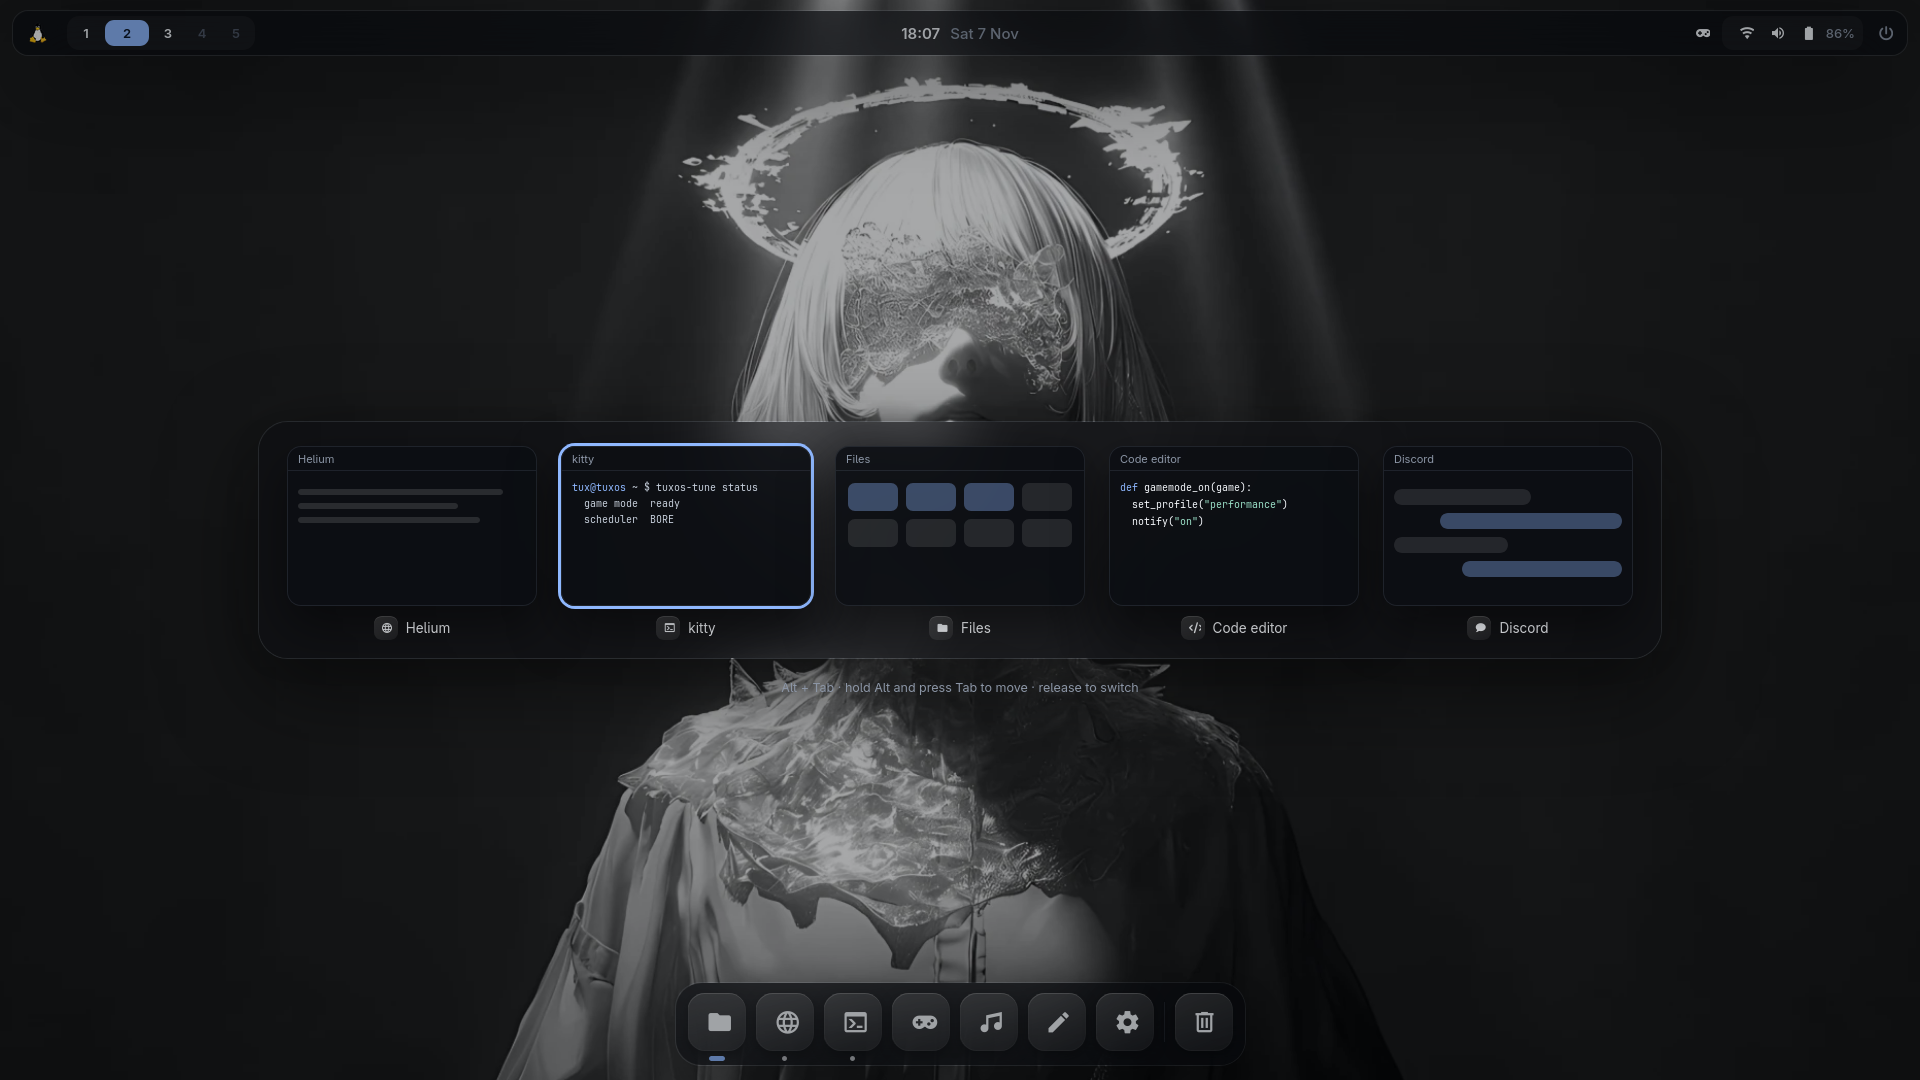 1 2 3 4 5
18:07 Sat 7 Nov
86%
Helium
kitty
tux@tuxos ~ $ tuxos-tune status
game mode ready
scheduler BORE
Files
Code editor
def gamemode_on(game):
set_profile("performance")
notify("on")
Discord
Helium
kitty
Files
Code editor
Discord
Alt + Tab · hold Alt and press Tab to move · release to switch